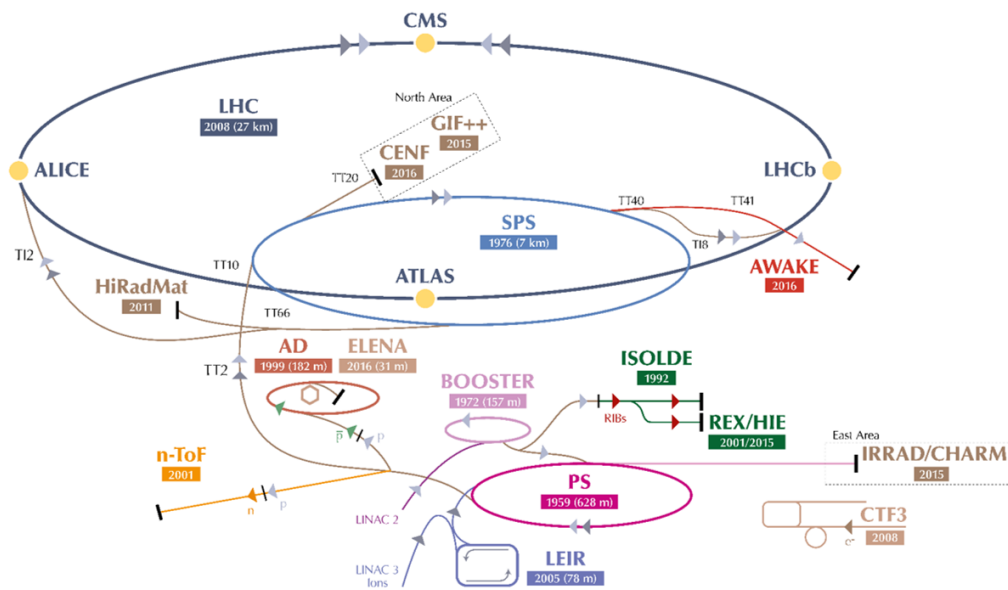 CMS
North Area
LHC
2008 (27 km)
GIF++
2015
CENF
2016
ALICE
TT20
LHCb
TT40
TT41
SPS
1976 (7 km)
TI8
TI2
TT10
ATLAS
AWAKE
2016
HiRadMat
2011
TT66
AD
1999 (182 m)
ELENA
2016 (31 m)
TT2
ISOLDE
1992
BOOSTER
1972 (157 m)
RIBs
REX/HIE
2001/2015
p̅
p
East Area
n-ToF
2001
IRRAD/CHARM
2015
PS
1959 (628 m)
n
p
LINAC 2
CTF3
2008
e-
LEIR
2005 (78 m)
LINAC 3
Ions